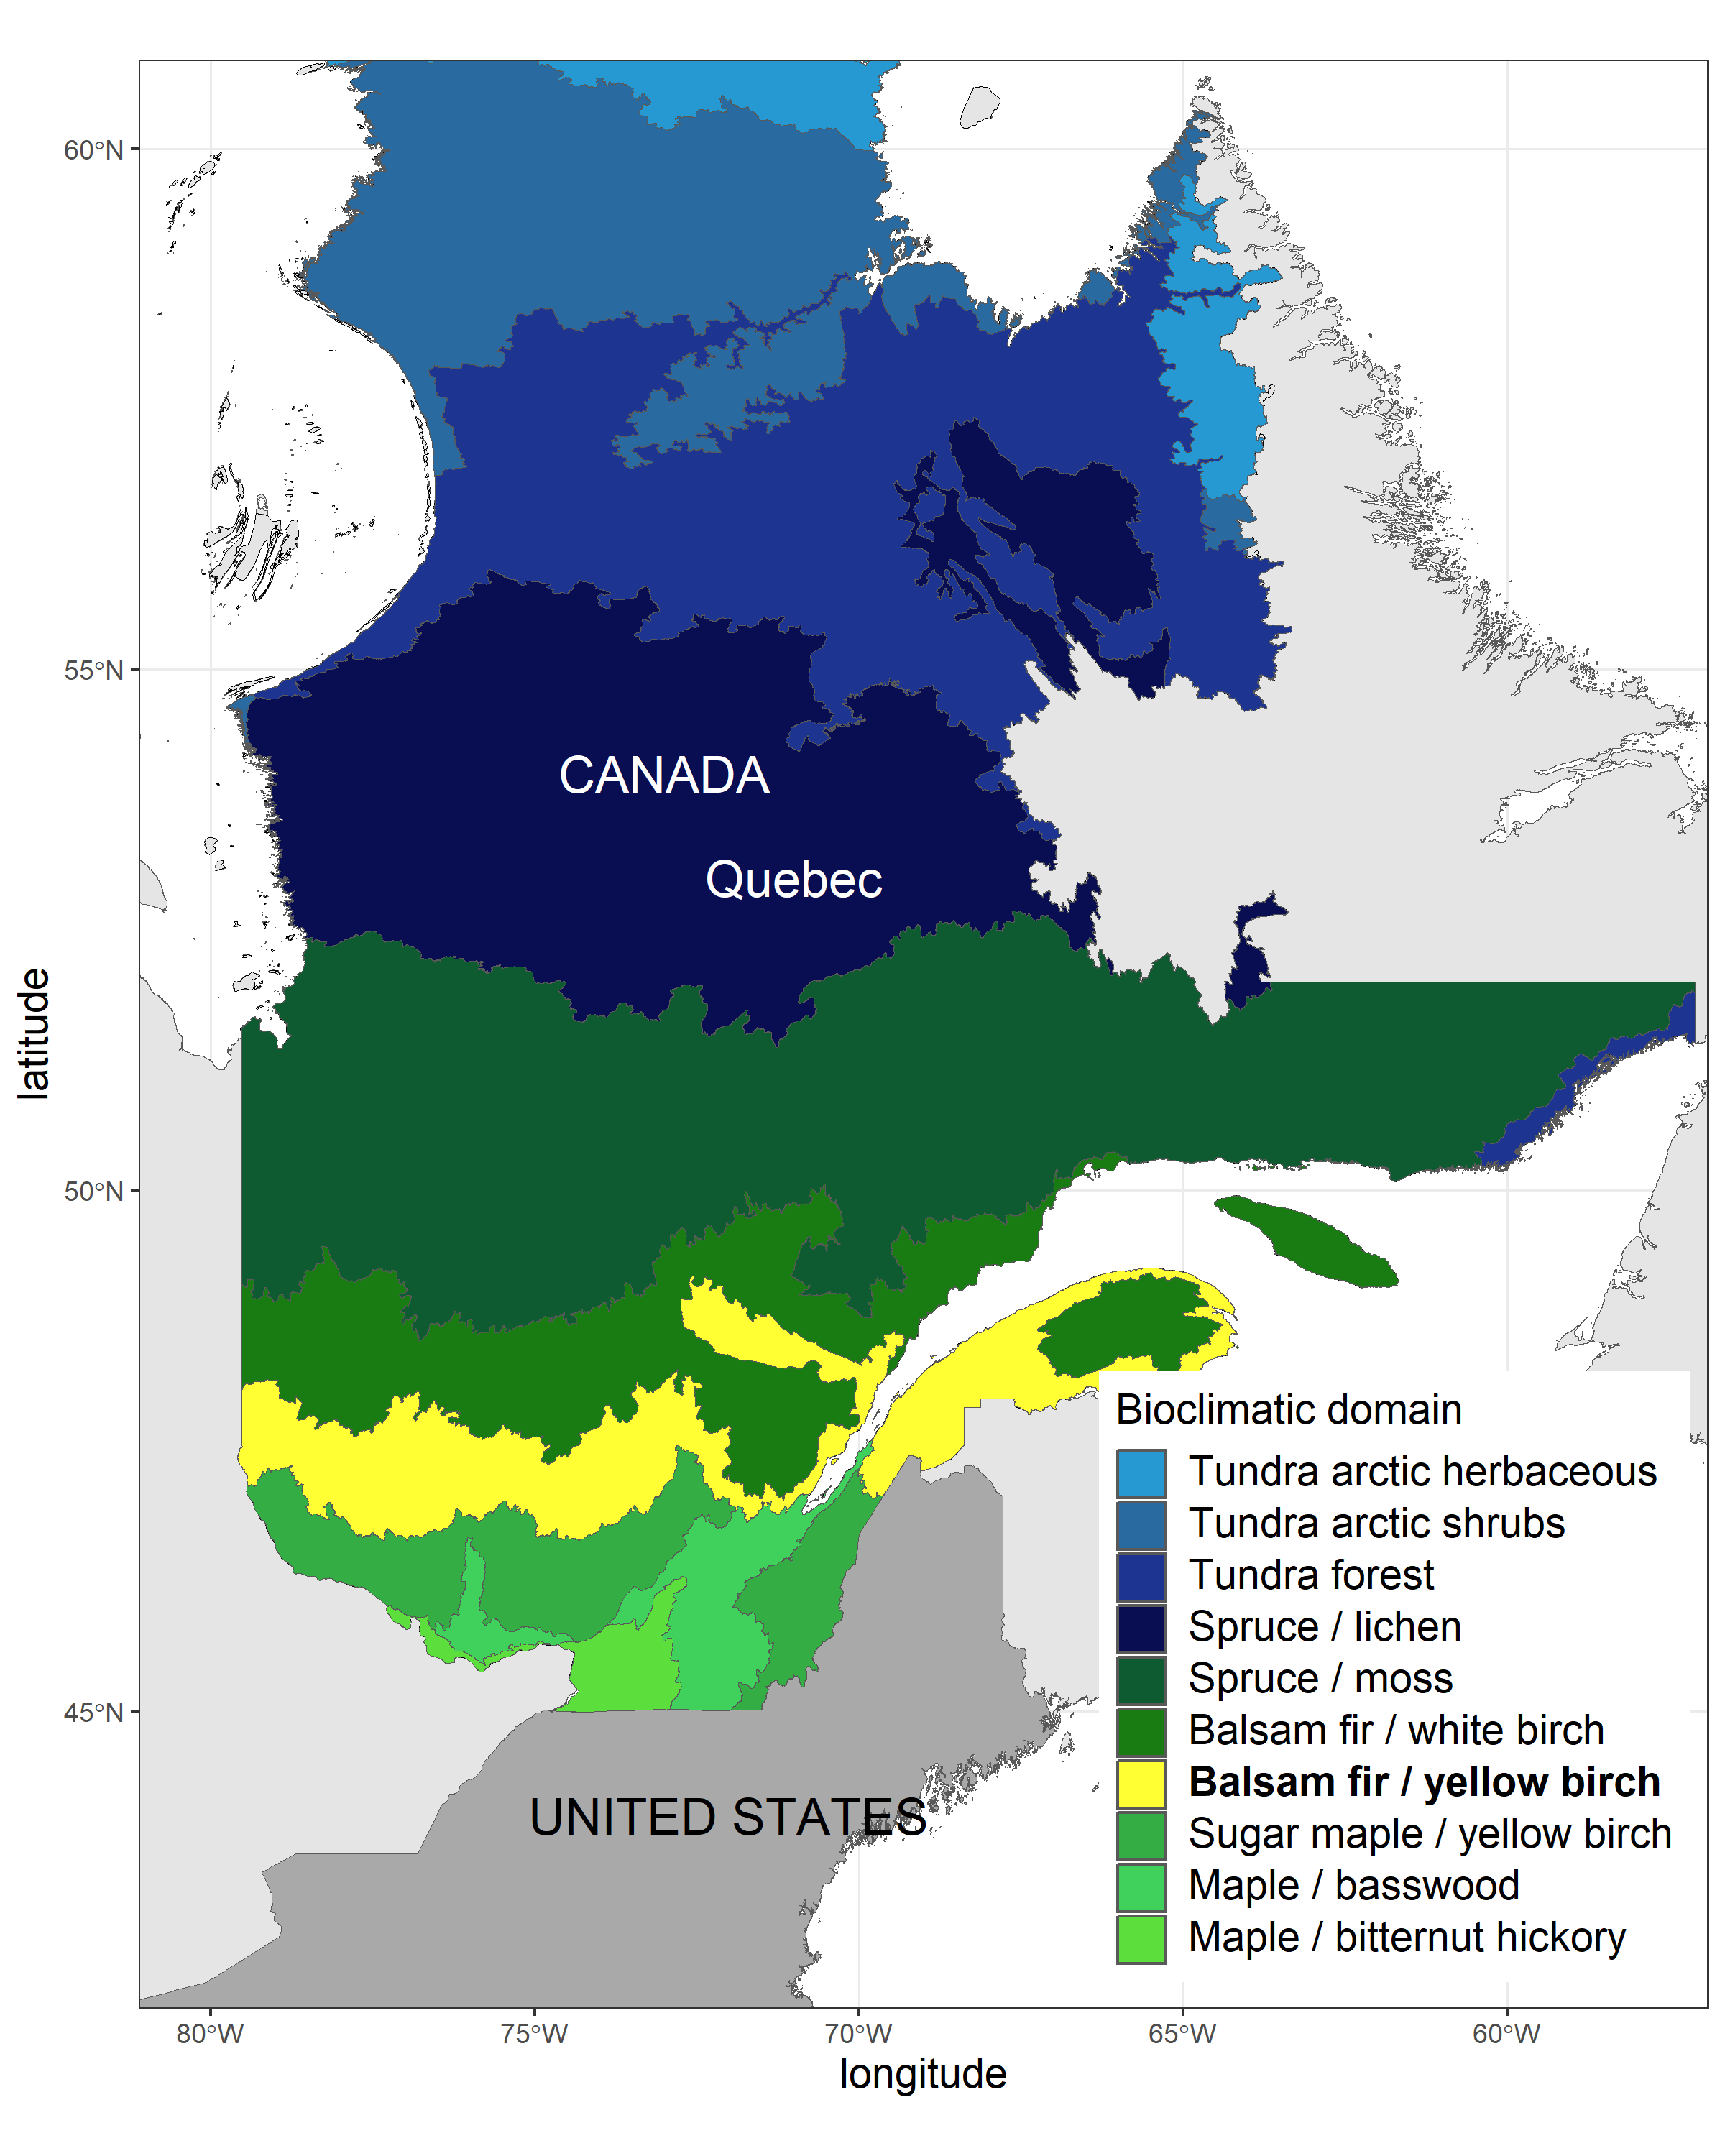 60°N
55°N
50°N
45°N
latitude
CANADA
Quebec
UNITED STATES
Bioclimatic domain
Tundra arctic herbaceous
Tundra arctic shrubs
Tundra forest
Spruce / lichen
Spruce / moss
Balsam fir / white birch
Balsam fir / yellow birch
Sugar maple / yellow birch
Maple / basswood
Maple / bitternut hickory
80°W
75°W
70°W
65°W
60°W
longitude